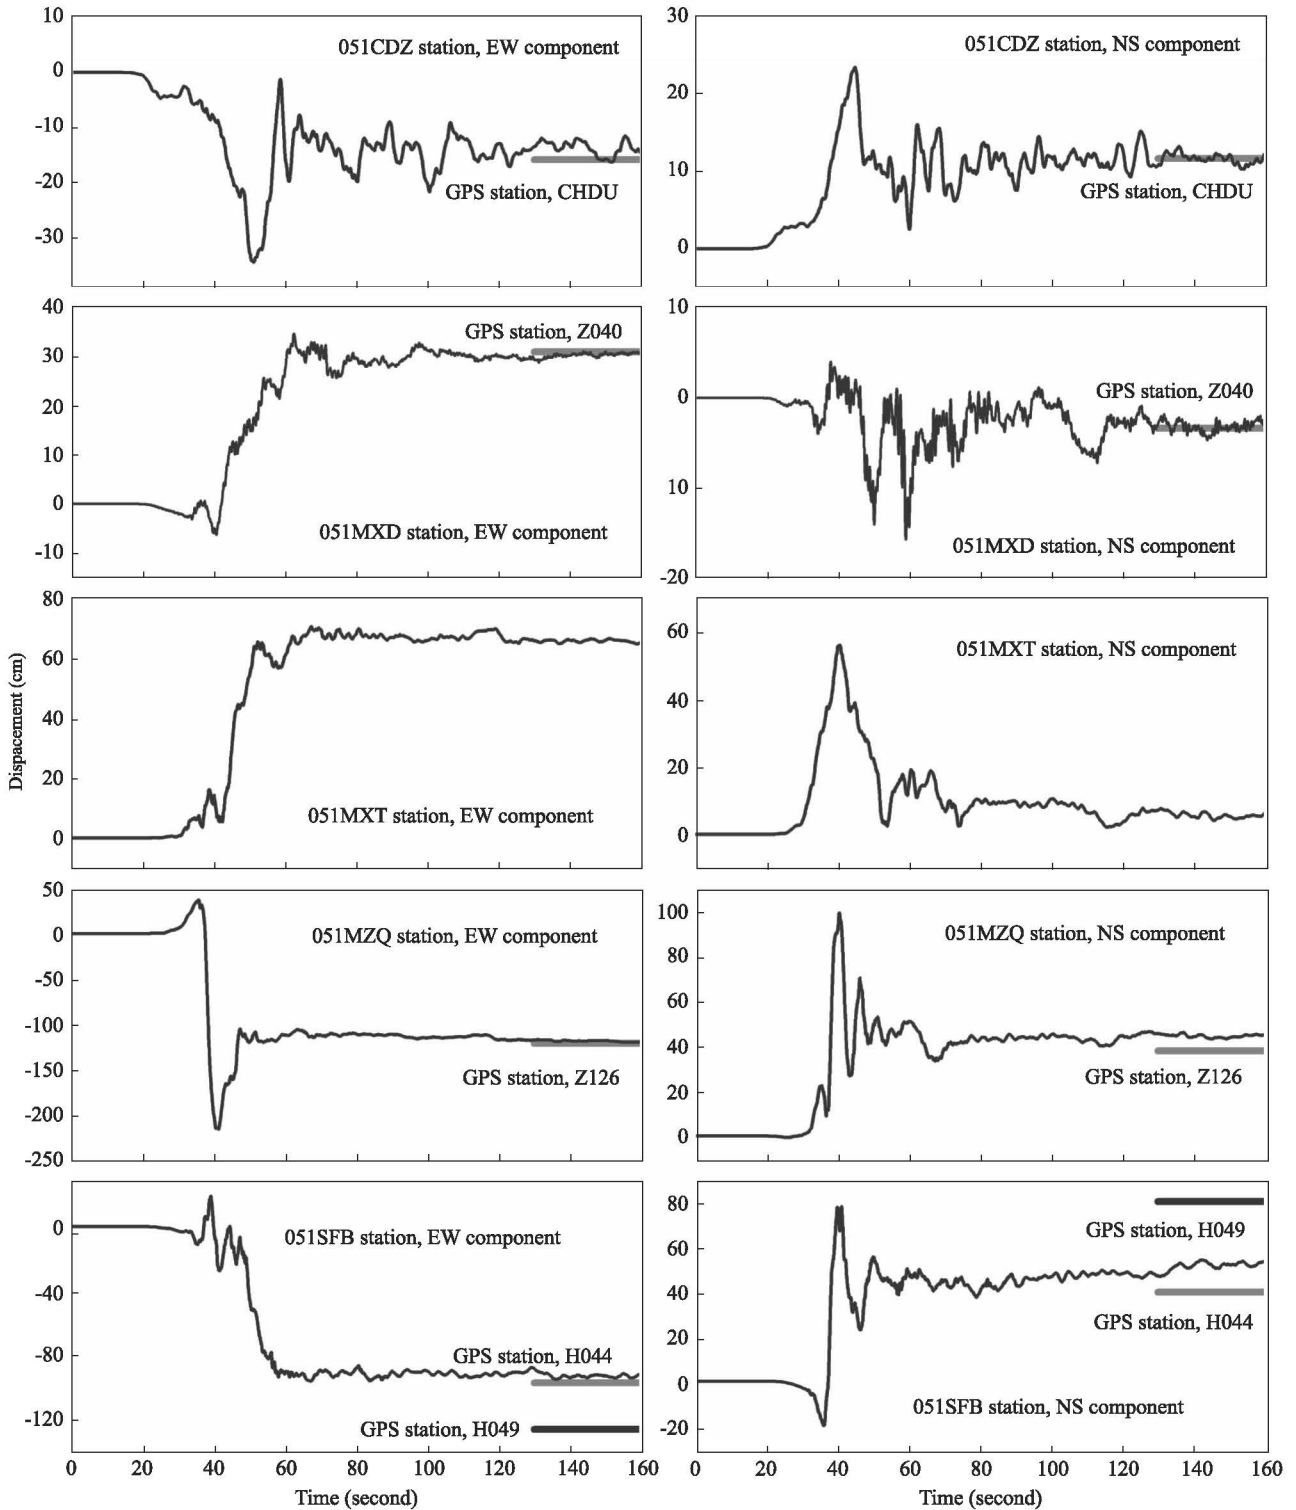 10
0
-10
-20
-30
051CDZ station, EW component
GPS station, CHDU
30
20
10
0
051CDZ station, NS component
GPS station, CHDU
40
30
20
10
0
-10
GPS station, Z040
051MXD station, EW component
10
0
10
-20
GPS station, Z040
051MXD station, NS component
Dispacement (cm)
80
60
40
20
0
051MXT station, EW component
60
40
20
0
051MXT station, NS component
50
0
-50
-100
-150
-200
-250
051MZQ station, EW component
GPS station, Z126
100
80
60
40
20
0
051MZQ station, NS component
GPS station, Z126
0
-40
-80
-120
051SFB station, EW component
GPS station, H044
GPS station, H049
0 20 40 60 80 100 120 140 160
Time (second)
80
60
40
20
0
-20
GPS station, H049
GPS station, H044
051SFB station, NS component
0 20 40 60 80 100 120 140 160
Time (second)